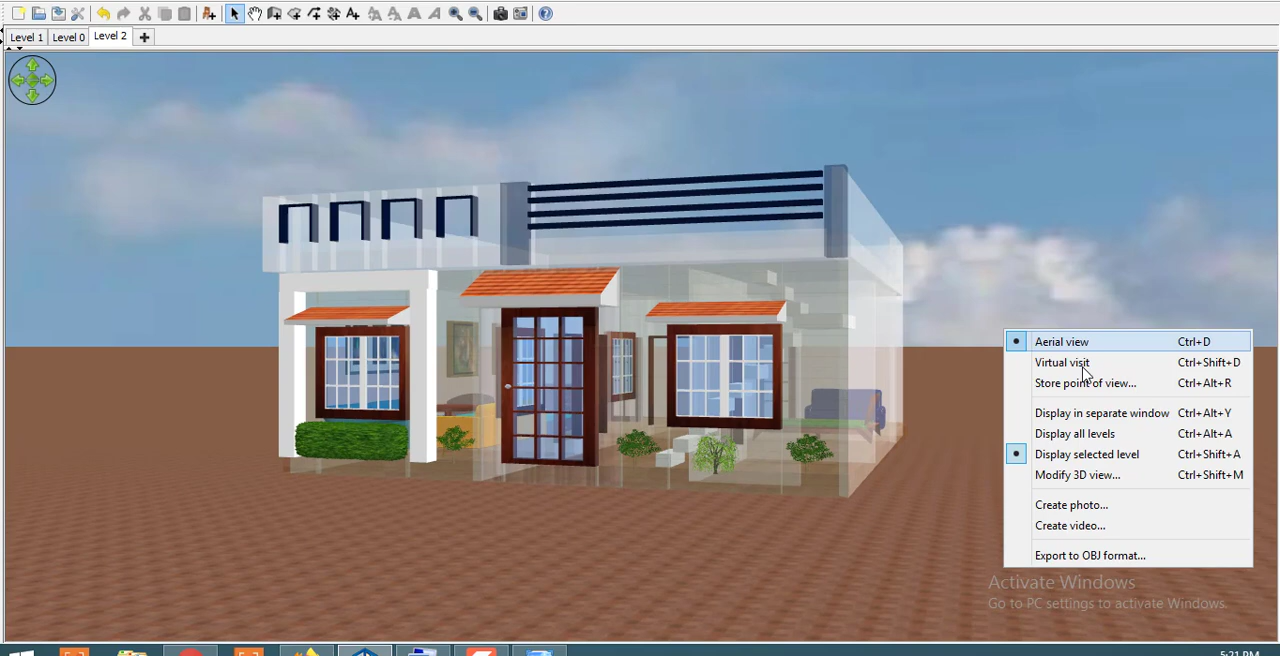 Level 1 Level 0 Level 2
Aerial view Ctrl+D
Virtual visit Ctrl+Shift+D
Store point of view... Ctrl+Alt+R
Display in separate window Ctrl+Alt+Y
Display all levels Ctrl+Alt+A
Display selected level Ctrl+Shift+A
Modify 3D view... Ctrl+Shift+M
Create photo...
Create video...
Export to OBJ format...
Activate Windows
Go to PC settings to activate Windows.
5:21 PM